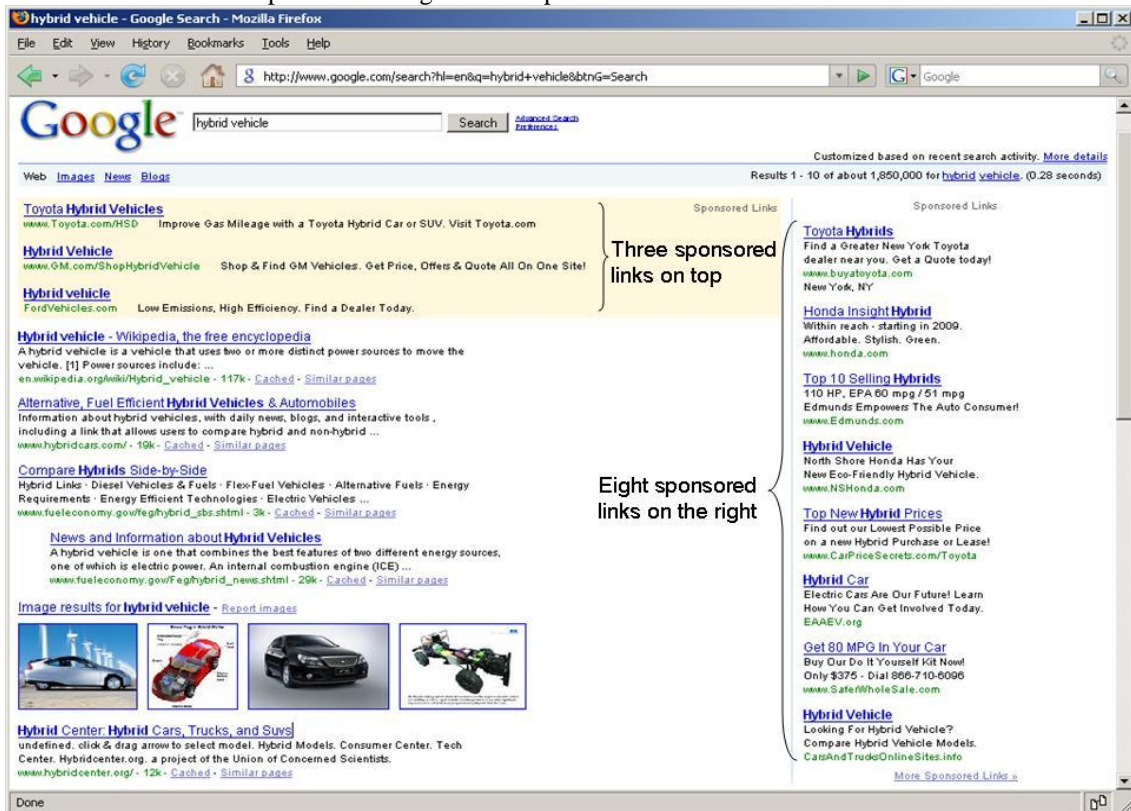 hybrid vehicle - Google Search - Mozilla Firefox
File Edit View History Bookmarks Tools Help
http://www.google.com/search?hl=en&q=hybrid+vehicle&btnG=Search
Google
Google
hybrid vehicle
Search
Advanced Search
Preferences
Customized based on recent search activity. More details
Web Images News Blogs
Results 1 - 10 of about 1,850,000 for hybrid vehicle. (0.28 seconds)
Sponsored Links
Toyota Hybrid Vehicles
www.Toyota.com/HSD Improve Gas Mileage with a Toyota Hybrid Car or SUV. Visit Toyota.com
Hybrid Vehicle
www.GM.com/ShopHybridVehicle Shop & Find GM Vehicles. Get Price, Offers & Quote All On One Site!
Hybrid vehicle
FordVehicles.com Low Emissions, High Efficiency. Find a Dealer Today.
Three sponsored
links on top
Hybrid vehicle - Wikipedia, the free encyclopedia
A hybrid vehicle is a vehicle that uses two or more distinct power sources to move the
vehicle. [1] Power sources include: ...
en.wikipedia.org/wiki/Hybrid_vehicle - 117k - Cached - Similar pages
Alternative, Fuel Efficient Hybrid Vehicles & Automobiles
Information about hybrid vehicles, with daily news, blogs, and interactive tools ,
including a link that allows users to compare hybrid and non-hybrid ...
www.hybridcars.com/ - 19k - Cached - Similar pages
Compare Hybrids Side-by-Side
Hybrid Links · Diesel Vehicles & Fuels · Flex-Fuel Vehicles · Alternative Fuels · Energy
Requirements · Energy Efficient Technologies · Electric Vehicles ...
www.fueleconomy.gov/feg/hybrid_sbs.shtml - 3k - Cached - Similar pages
News and Information about Hybrid Vehicles
A hybrid vehicle is one that combines the best features of two different energy sources,
one of which is electric power. An internal combustion engine (ICE) ...
www.fueleconomy.gov/Feg/hybrid_news.shtml - 29k - Cached - Similar pages
Image results for hybrid vehicle - Report images
Hybrid Center: Hybrid Cars, Trucks, and Suvs
undefined. click & drag arrow to select model. Hybrid Models. Consumer Center. Tech
Center. Hybridcenter.org. a project of the Union of Concerned Scientists.
www.hybridcenter.org/ - 12k - Cached - Similar pages
Eight sponsored
links on the right
Sponsored Links
Toyota Hybrids
Find a Greater New York Toyota
dealer near you. Get a Quote today!
www.buyatoyota.com
New York, NY
Honda Insight Hybrid
Within reach - starting in 2009.
Affordable. Stylish. Green.
www.honda.com
Top 10 Selling Hybrids
110 HP, EPA 60 mpg / 51 mpg
Edmunds Empowers The Auto Consumer!
www.Edmunds.com
Hybrid Vehicle
North Shore Honda Has Your
New Eco-Friendly Hybrid Vehicle.
www.NSHonda.com
Top New Hybrid Prices
Find out our Lowest Possible Price
on a new Hybrid Purchase or Lease!
www.CarPriceSecrets.com/Toyota
Hybrid Car
Electric Cars Are Our Future! Learn
How You Can Get Involved Today.
EAAEV.org
Get 80 MPG In Your Car
Buy Our Do It Yourself Kit Now!
Only $375 - Dial 866-710-6096
www.SaferWholeSale.com
Hybrid Vehicle
Looking For Hybrid Vehicle?
Compare Hybrid Vehicle Models.
CarsAndTrucksOnlineSites.info
More Sponsored Links »
Done